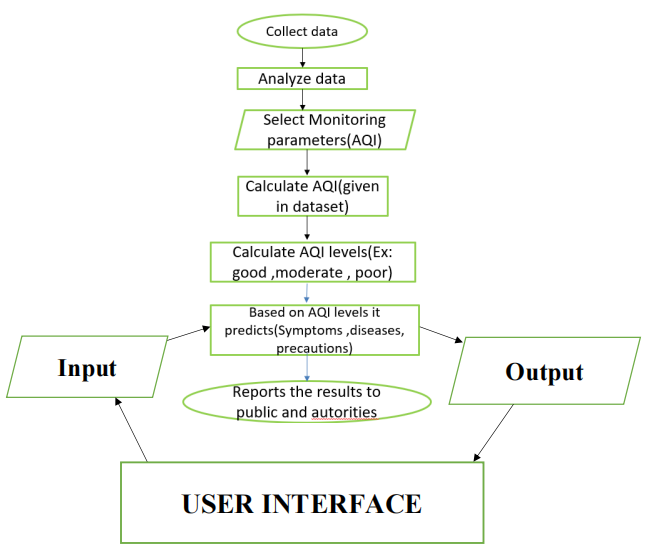 Collect data
Analyze data
Select Monitoring
parameters(AQI)
Calculate AQI(given
in dataset)
Calculate AQI levels(Ex:
good ,moderate , poor)
Based on AQI levels it
predicts(Symptoms ,diseases,
precautions)
Input
Output
Reports the results to
public and autorities
USER INTERFACE